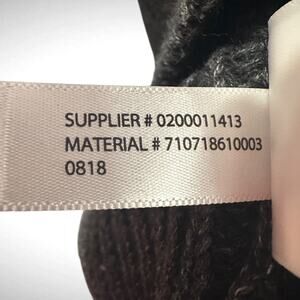 SUPPLIER # 0200011413
MATERIAL # 710718610003
0818